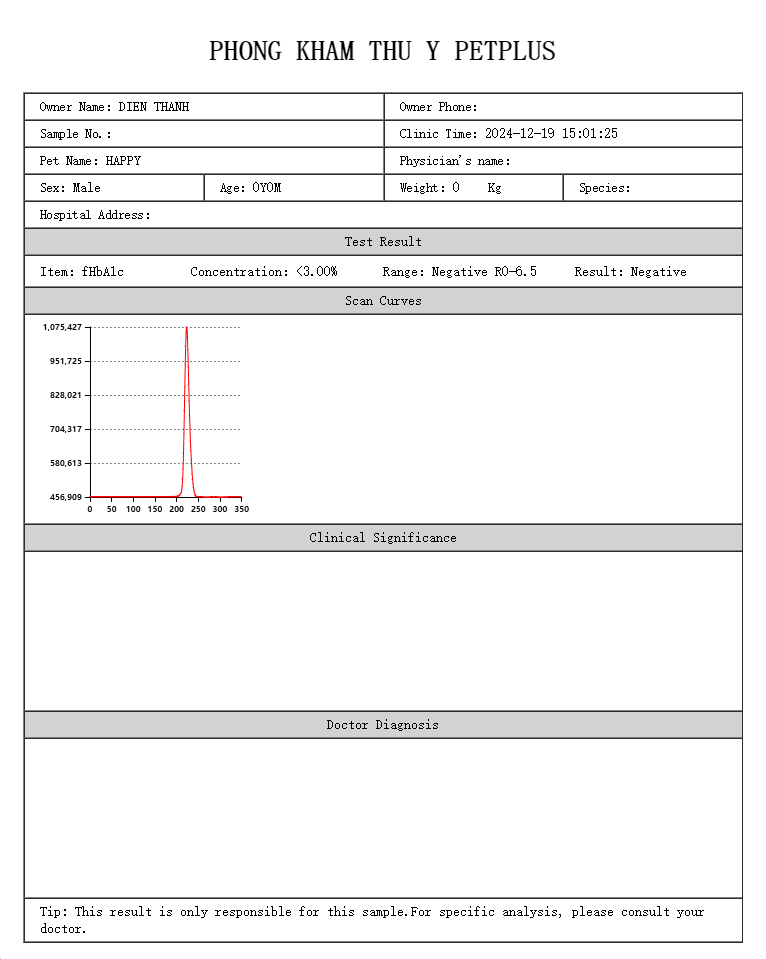 PHONG KHAM THU Y PETPLUS
Owner Name: DIEN THANH Owner Phone:
Sample No.: Clinic Time: 2024-12-19 15:01:25
Pet Name: HAPPY Physician's name:
Sex: Male Age: 0Y0M Weight: 0 Kg Species:
Hospital Address:
Test Result
Item: fHbA1c Concentration: <3.00% Range: Negative R0-6.5 Result: Negative
Scan Curves
1,075,427
951,725
828,021
704,317
580,613
456,909
0 50 100 150 200 250 300 350
Clinical Significance
Doctor Diagnosis
Tip: This result is only responsible for this sample.For specific analysis, please consult your
doctor.